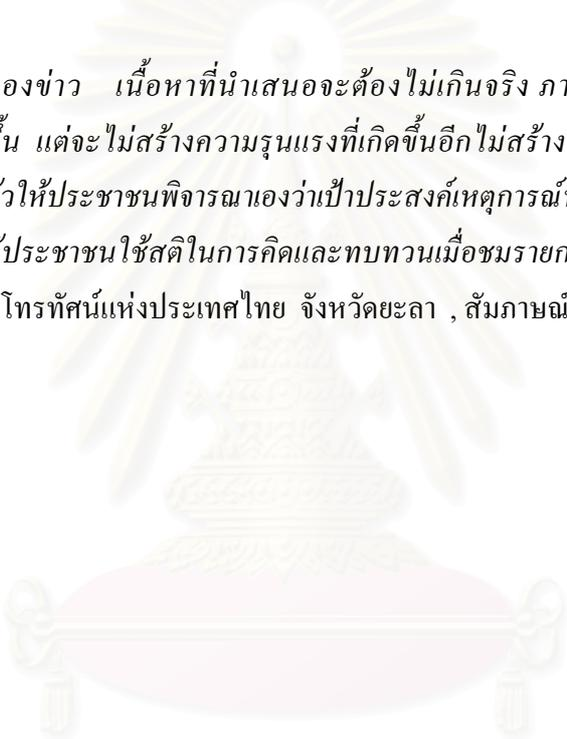 องข่าว เนื้อหาที่นำเสนอจะต้องไม่เกินจริง ภา
ขึ้น แต่จะไม่สร้างความรุนแรงที่เกิดขึ้นอีกไม่สร้าง
ให้ประชาชนพิจารณาเองว่าเป้าประสงค์เหตุการณ์
ประชาชนใช้สติในการคิดและทบทวนเมื่อชมรายก
โทรทัศน์แห่งประเทศไทย จังหวัดยะลา , สัมภาษณ์